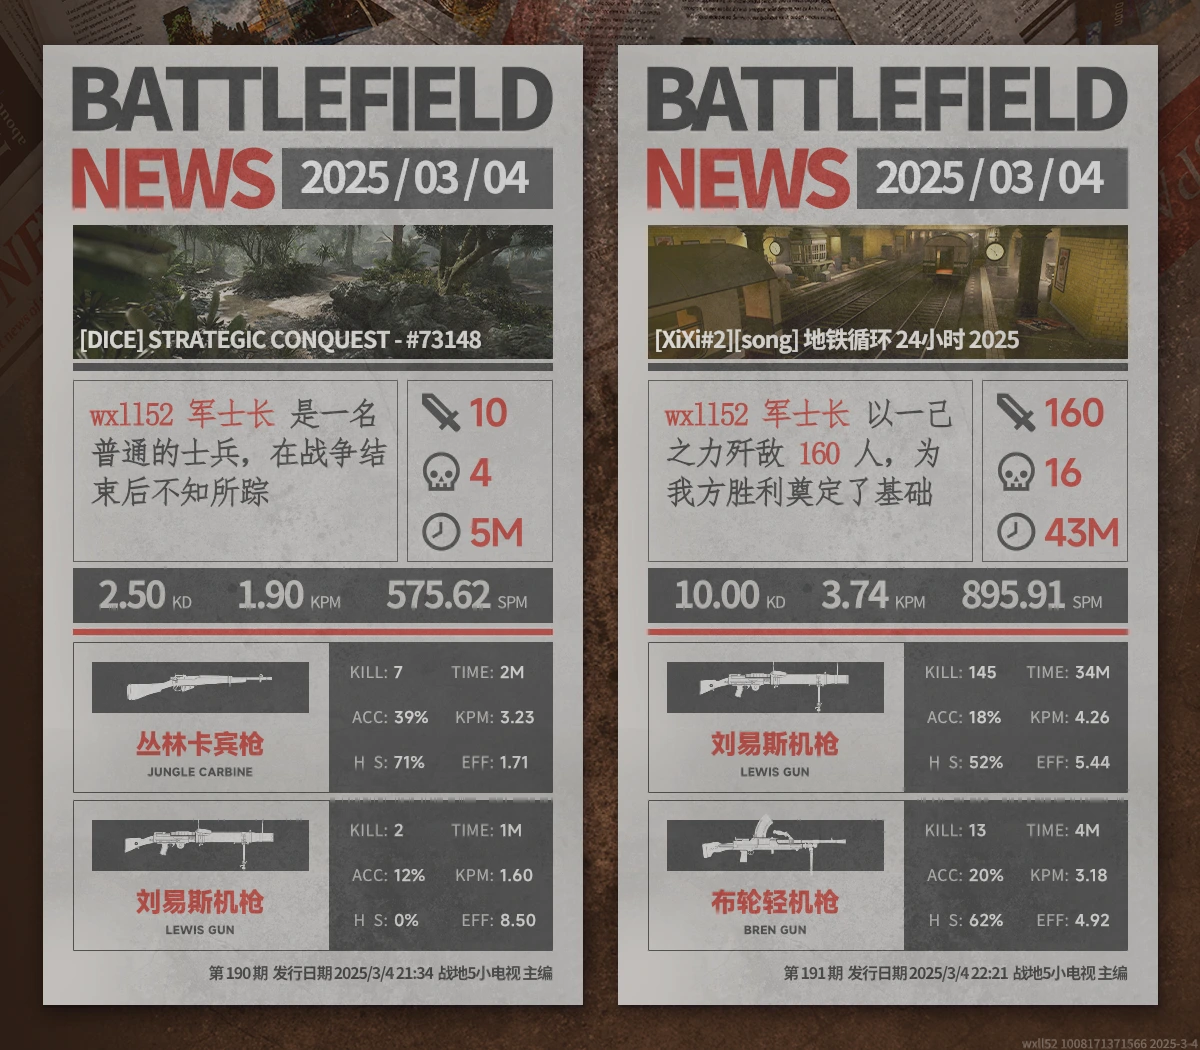 BATTLEFIELD
NEWS 2025/03/04
[DICE] STRATEGIC CONQUEST - #73148
wxll52 军士长 是一名
普通的士兵，在战争结
束后不知所踪
10
4
5M
2.50 KD 1.90 KPM 575.62 SPM
KILL: 7 TIME: 2M
ACC: 39% KPM: 3.23
H S: 71% EFF: 1.71
丛林卡宾枪
JUNGLE CARBINE
KILL: 2 TIME: 1M
ACC: 12% KPM: 1.60
H S: 0% EFF: 8.50
刘易斯机枪
LEWIS GUN
第190期 发行日期2025/3/4 21:34 战地5小电视 主编
BATTLEFIELD
NEWS 2025/03/04
[XiXi#2][song] 地铁循环 24小时 2025
wxll52 军士长 以一己
之力歼敌 160 人，为
我方胜利奠定了基础
160
16
43M
10.00 KD 3.74 KPM 895.91 SPM
KILL: 145 TIME: 34M
ACC: 18% KPM: 4.26
H S: 52% EFF: 5.44
刘易斯机枪
LEWIS GUN
KILL: 13 TIME: 4M
ACC: 20% KPM: 3.18
H S: 62% EFF: 4.92
布轮轻机枪
BREN GUN
第191期 发行日期2025/3/4 22:21 战地5小电视 主编
wxll52 1008171371566 2025-3-4